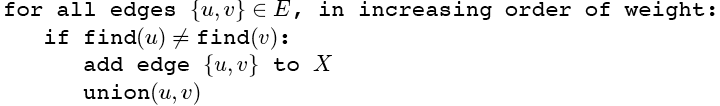 for all edges {u, v} ∈ E, in increasing order of weight:
if find(u) ≠ find(v):
add edge {u, v} to X
union(u, v)